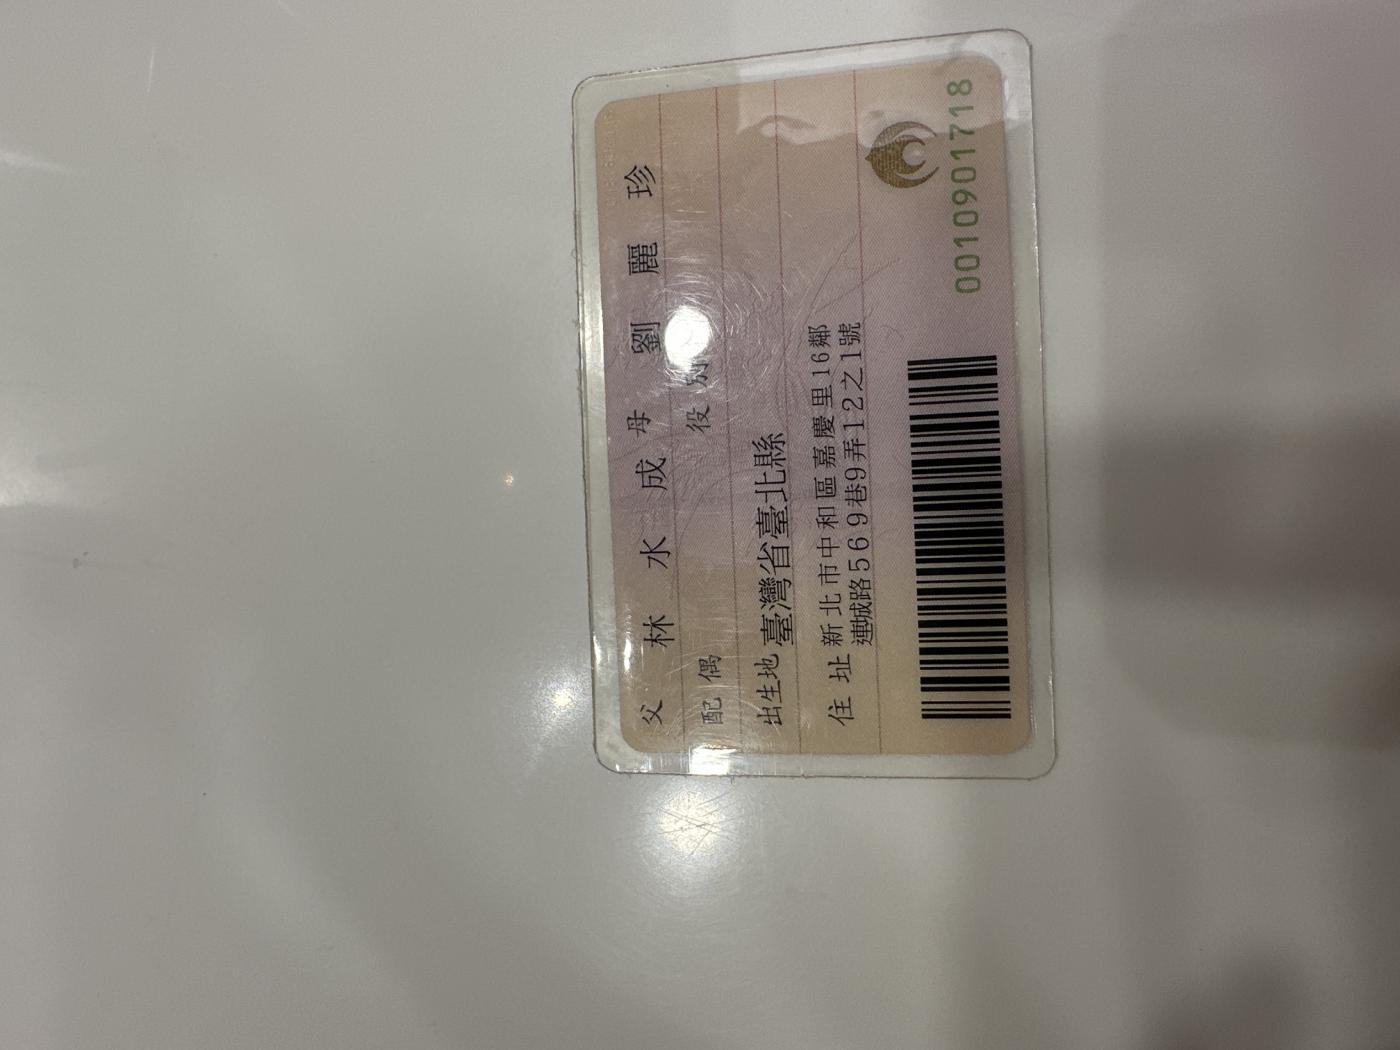 父 林水成 母 劉麗珍
配偶 役別
出生地 臺灣省臺北縣
住址 新北市中和區嘉慶里16鄰
連城路569巷9弄12之1號
0010901718